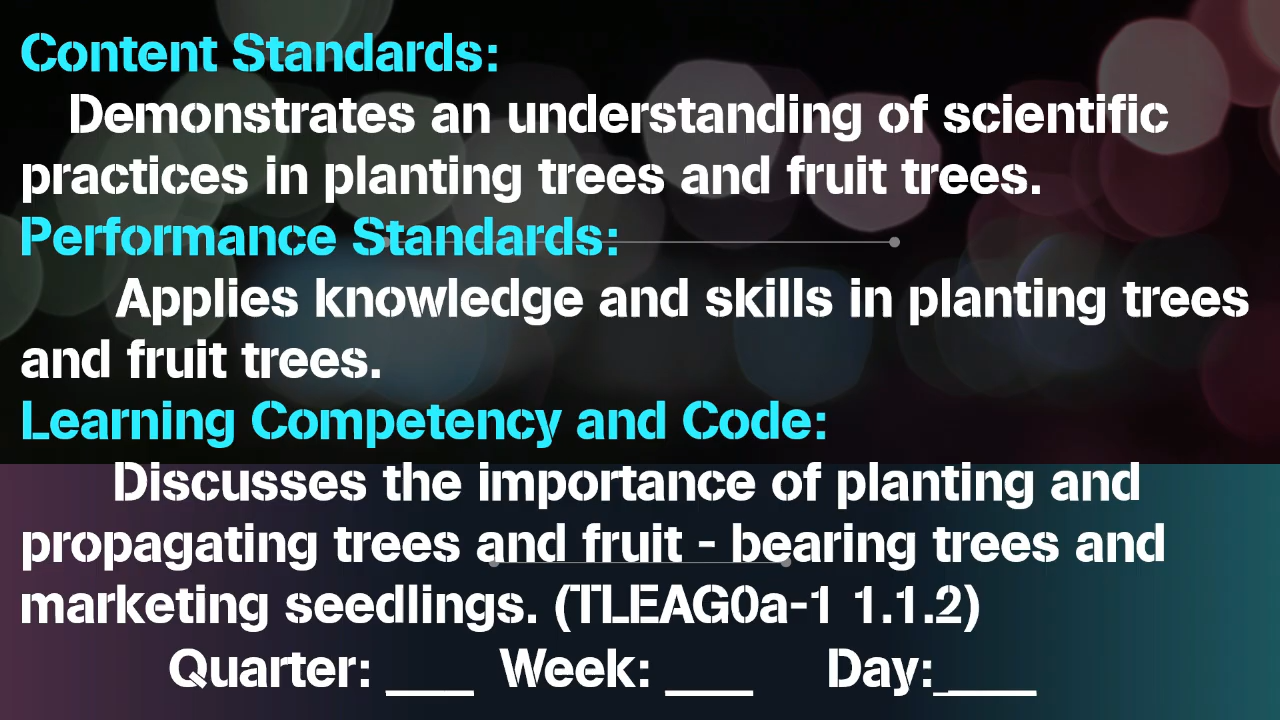 Content Standards:
Demonstrates an understanding of scientific
practices in planting trees and fruit trees.
Performance Standards:
Applies knowledge and skills in planting trees
and fruit trees.
Learning Competency and Code:
Discusses the importance of planting and
propagating trees and fruit - bearing trees and
marketing seedlings. (TLEAG0a-1 1.1.2)
Quarter: ____ Week: ____ Day:_____